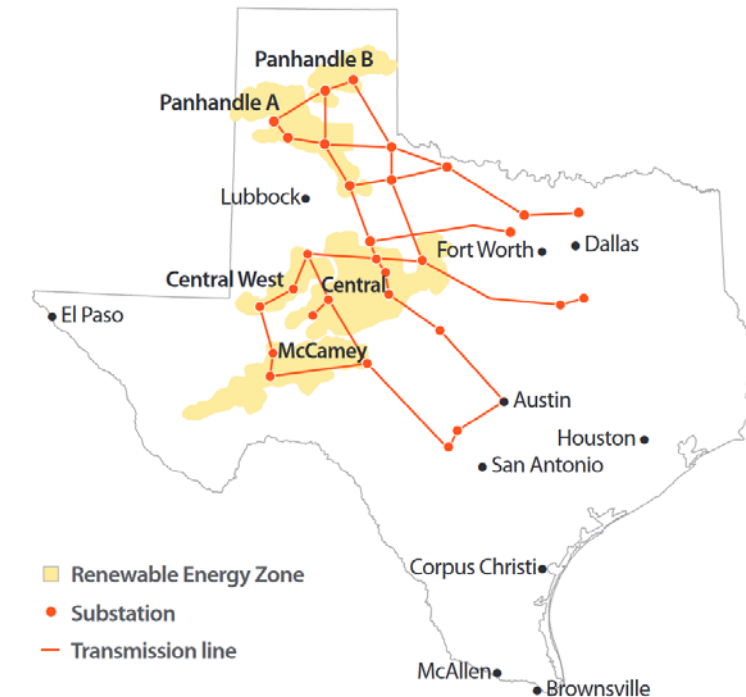 Panhandle B
Panhandle A
Lubbock
Fort Worth
Dallas
Central West
Central
El Paso
McCamey
Austin
Houston
San Antonio
Corpus Christi
Renewable Energy Zone
Substation
Transmission line
McAllen
Brownsville